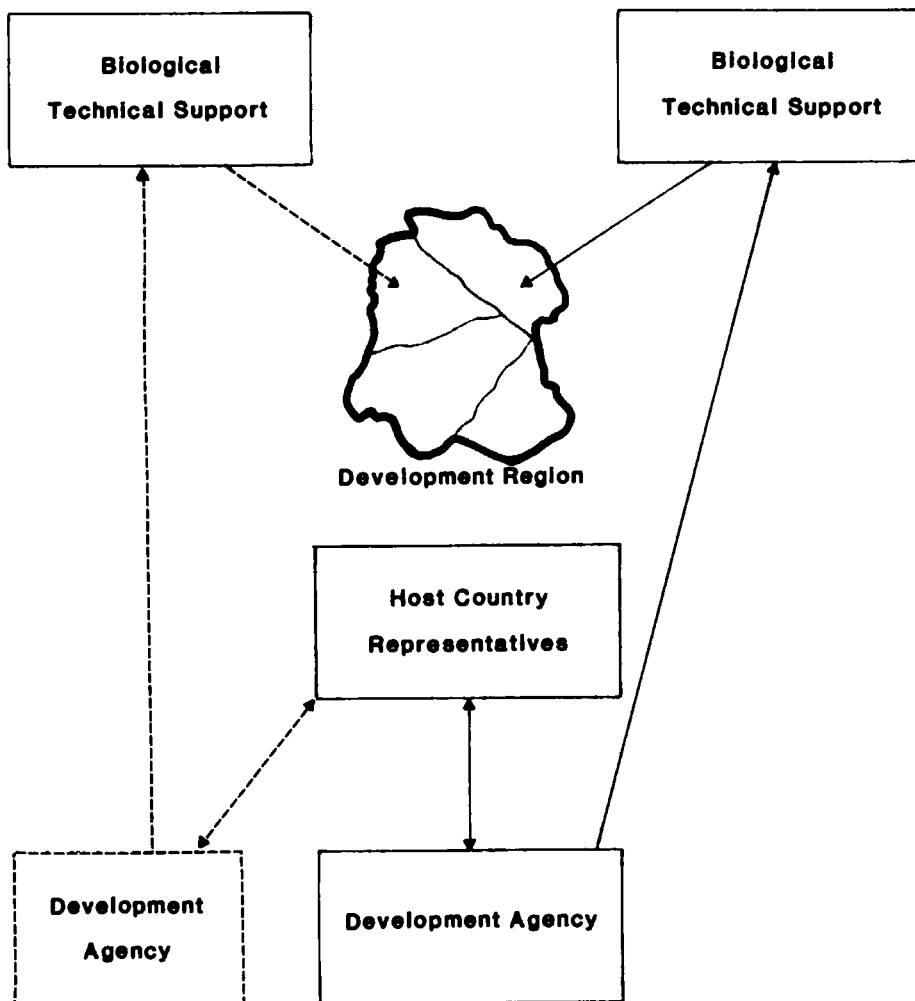 Biological
Technical Support
Biological
Technical Support
Development Region
Host Country
Representatives
Development
Agency
Development Agency